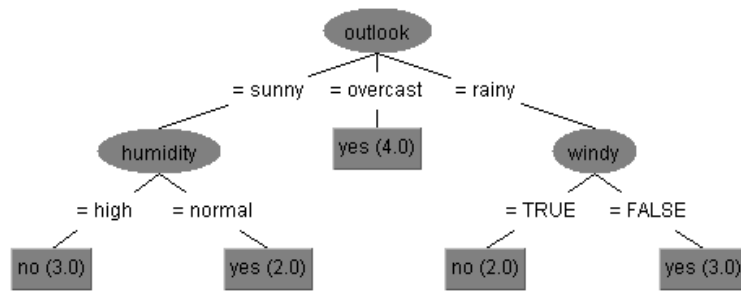 outlook
= sunny = overcast = rainy
humidity yes (4.0) windy
= high = normal = TRUE = FALSE
no (3.0) yes (2.0) no (2.0) yes (3.0)